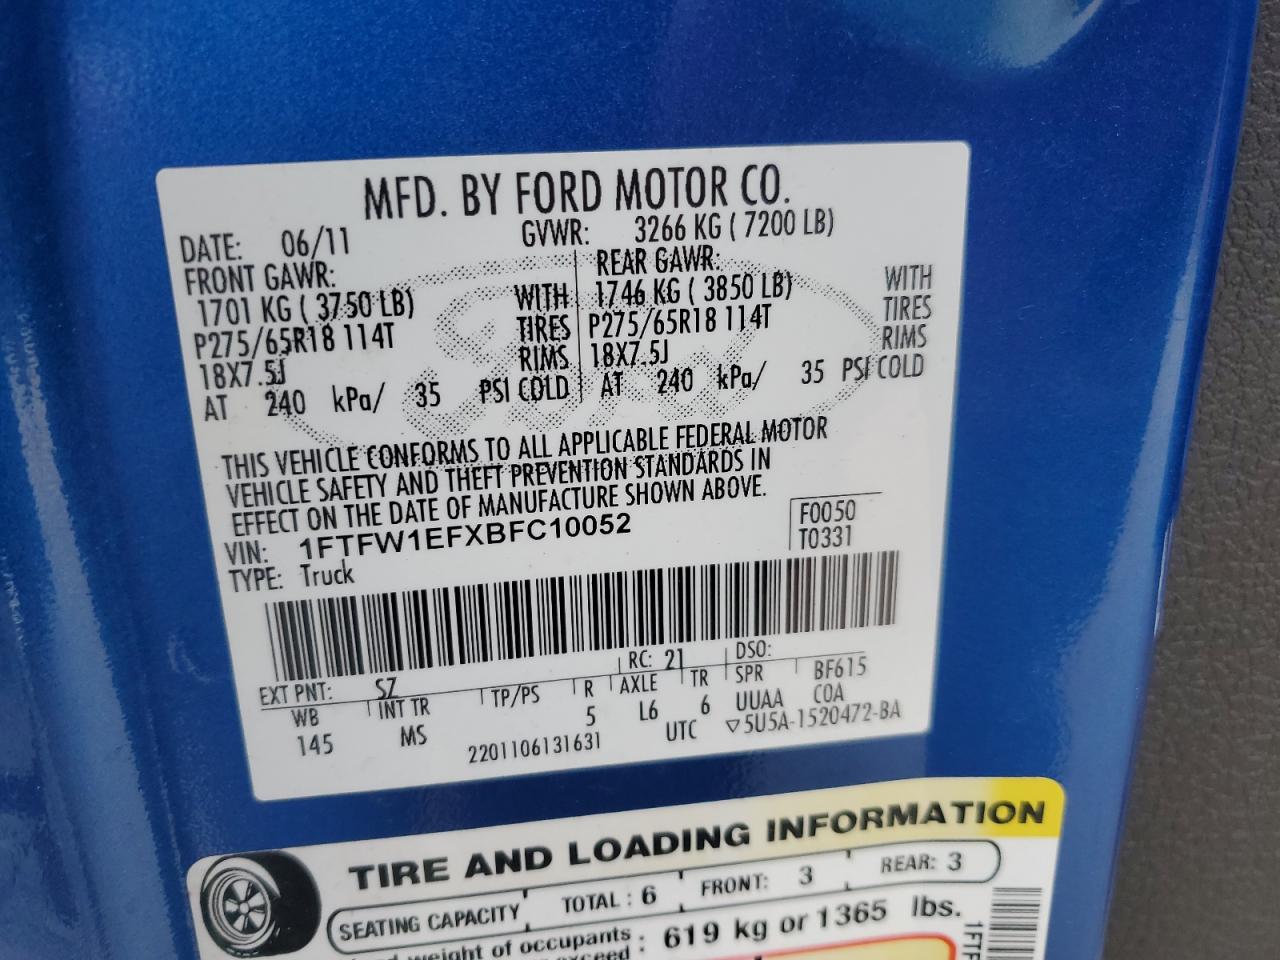 MFD. BY FORD MOTOR CO.
DATE: 06/11 GVWR: 3266 KG ( 7200 LB)
FRONT GAWR: REAR GAWR:
1701 KG ( 3750 LB) WITH 1746 KG ( 3850 LB) WITH
P275/65R18 114T TIRES P275/65R18 114T TIRES
18X7.5J RIMS 18X7.5J RIMS
AT 240 kPa/ 35 PSI COLD AT 240 kPa/ 35 PSI COLD
THIS VEHICLE CONFORMS TO ALL APPLICABLE FEDERAL MOTOR
VEHICLE SAFETY AND THEFT PREVENTION STANDARDS IN
EFFECT ON THE DATE OF MANUFACTURE SHOWN ABOVE.
VIN: 1FTFW1EFXBFC10052 F0050
TYPE: Truck T0331
EXT PNT: SZ RC: 21 DSO:
WB INT TR TP/PS R AXLE TR SPR BF615
145 MS 5 L6 6 UUAA COA
2201106131631 UTC ▽5U5A-1520472-BA
TIRE AND LOADING INFORMATION
SEATING CAPACITY TOTAL : 6 FRONT: 3 REAR: 3
weight of occupants : 619 kg or 1365 lbs.
exceed
1FTF